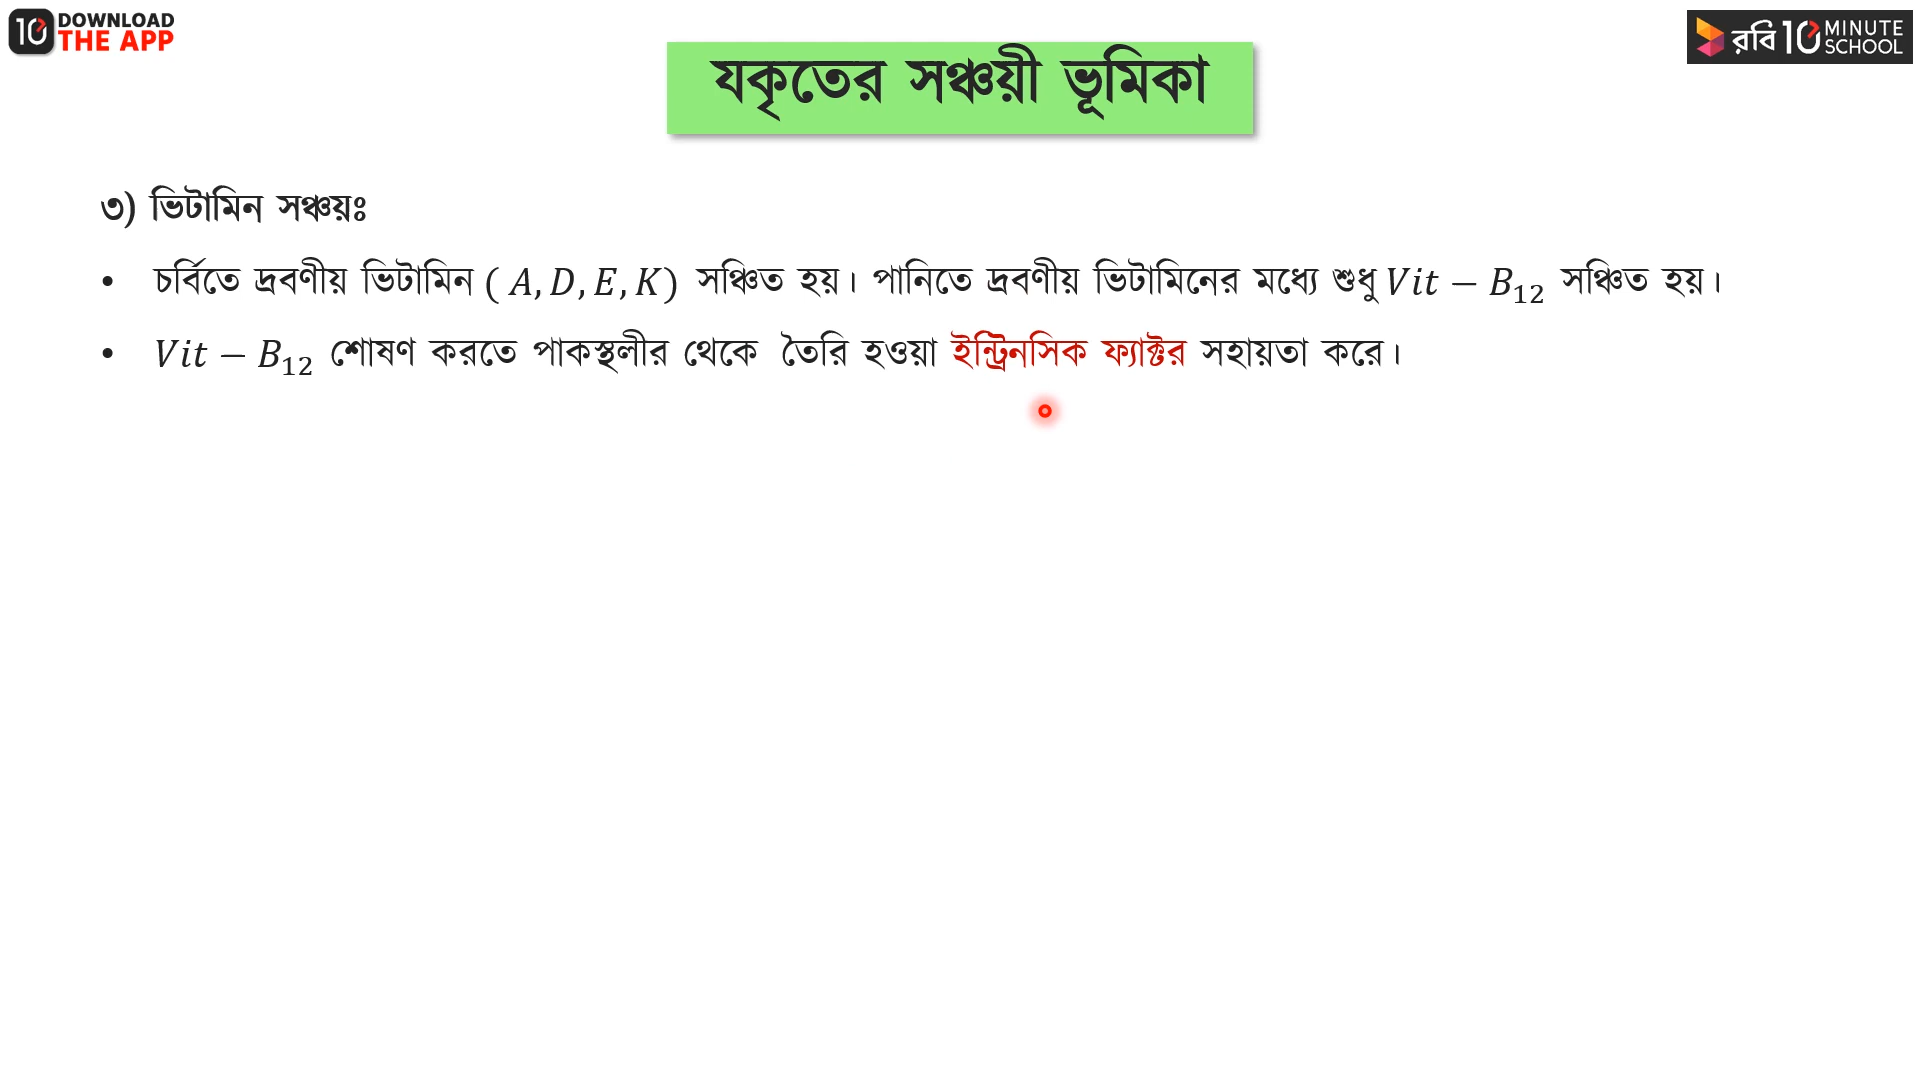 10 DOWNLOAD
THE APP
রবি 10 MINUTE SCHOOL
যকৃতের সঞ্চয়ী ভূমিকা
৩) ভিটামিন সঞ্চয়ঃ
• চর্বিতে দ্রবণীয় ভিটামিন ( A, D, E, K) সঞ্চিত হয়। পানিতে দ্রবণীয় ভিটামিনের মধ্যে শুধু Vit − B₁₂ সঞ্চিত হয়।
• Vit − B₁₂ শোষণ করতে পাকস্থলীর থেকে তৈরি হওয়া ইন্ট্রিনসিক ফ্যাক্টর সহায়তা করে।